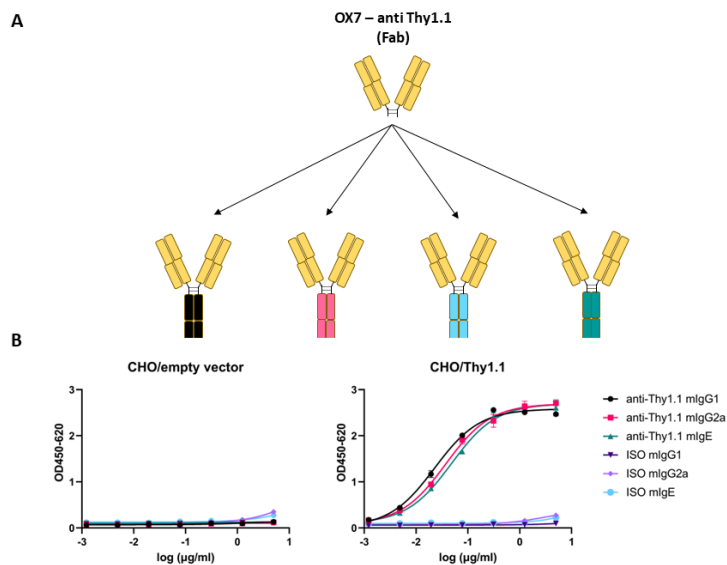 A
OX7 – anti Thy1.1
(Fab)
B
CHO/empty vector
CHO/Thy1.1
3
2
1
0
OD450-620
-3 -2 -1 0 1
log (µg/ml)
3
2
1
0
OD450-620
-3 -2 -1 0 1
log (µg/ml)
anti-Thy1.1 mIgG1
anti-Thy1.1 mIgG2a
anti-Thy1.1 mIgE
ISO mIgG1
ISO mIgG2a
ISO mIgE